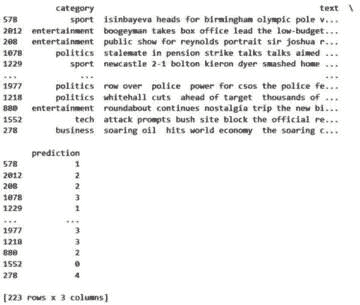 category text \
578 sport isinbayeva heads for birmingham olympic pole v...
2012 entertainment boogeyman takes box office lead the low-budget...
208 entertainment public show for reynolds portrait sir joshua r...
1078 politics stalemate in pension strike talks talks aimed ...
1229 sport newcastle 2-1 bolton kieron dyer smashed home ...
... ... ...
1977 politics row over police power for csos the police fe...
1218 politics whitehall cuts ahead of target thousands of ...
880 entertainment roundabout continues nostalgia trip the new bi...
1552 tech attack prompts bush site block the official re...
278 business soaring oil hits world economy the soaring c...
prediction
578 1
2012 2
208 2
1078 3
1229 1
... ...
1977 3
1218 3
880 2
1552 0
278 4
[223 rows x 3 columns]